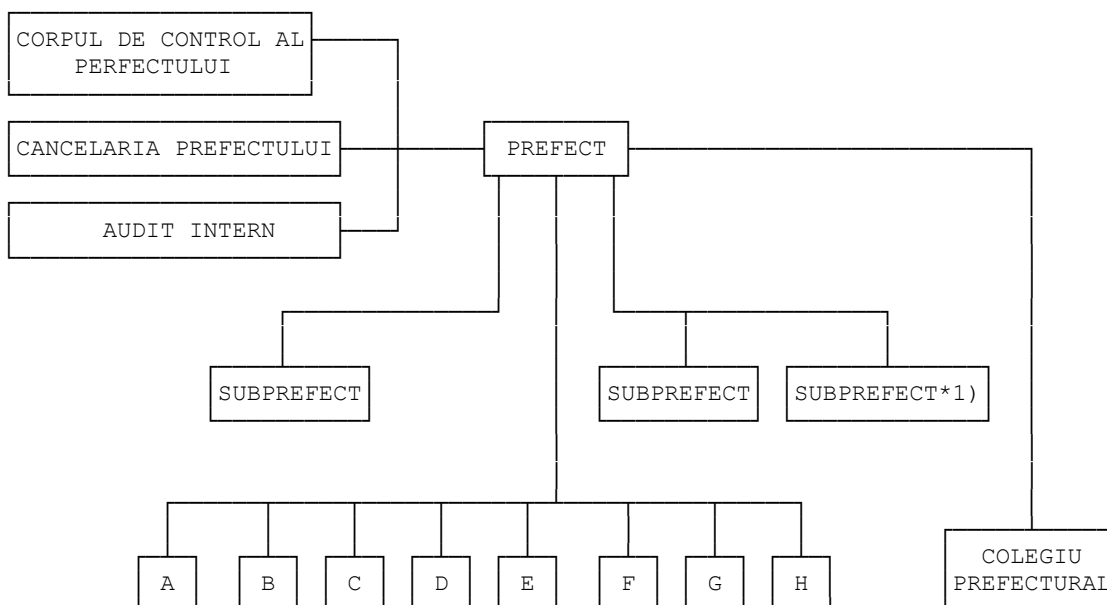 CORPUL DE CONTROL AL
PERFECTULUI
CANCELARIA PREFECTULUI
PREFECT
AUDIT INTERN
SUBPREFECT
SUBPREFECT
SUBPREFECT*1)
A
B
C
D
E
F
G
H
COLEGIU
PREFECTURAL